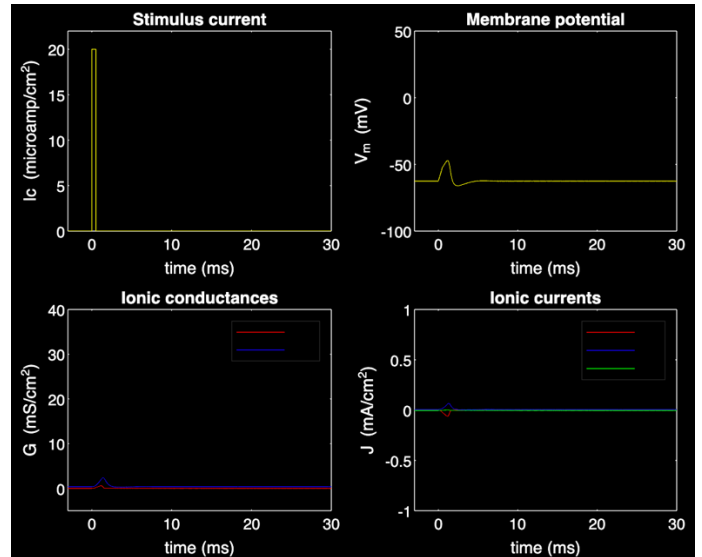 Stimulus current
20
15
10
5
0
Ic (microamp/cm²)
0 10 20 30
time (ms)
Membrane potential
50
0
-50
-100
Vₘ (mV)
0 10 20 30
time (ms)
Ionic conductances
40
30
20
10
0
G (mS/cm²)
0 10 20 30
time (ms)
Ionic currents
1
0.5
0
-0.5
-1
J (mA/cm²)
0 10 20 30
time (ms)